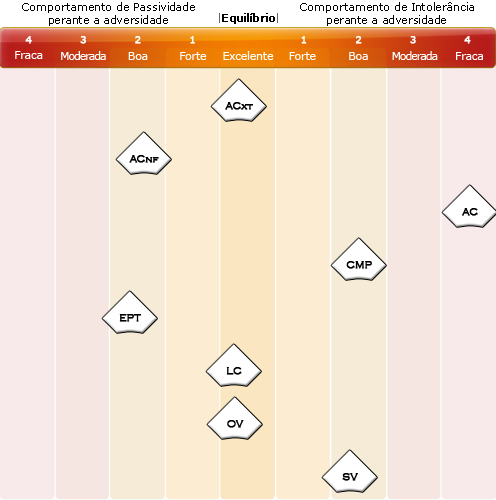 Comportamento de Passividade
perante a adversidade
|Equilíbrio|
Comportamento de Intolerância
perante a adversidade
4 3 2 1 1 2 3 4
Fraca Moderada Boa Forte Excelente Forte Boa Moderada Fraca
ACxt
ACnf
AC
CMP
EPT
LC
OV
SV